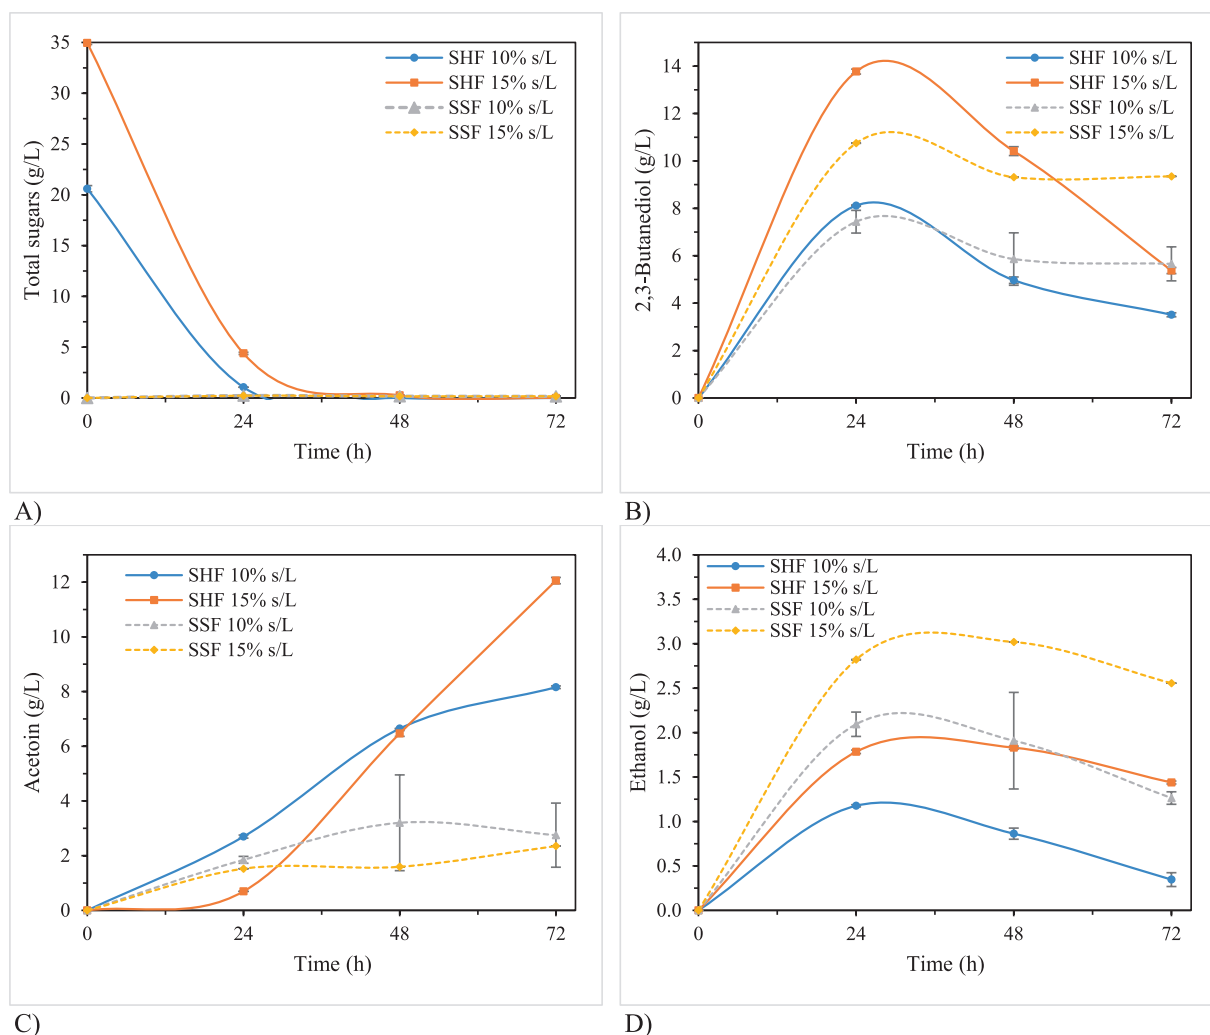 35
30
25
20
15
10
5
0
0 24 48 72
Total sugars (g/L)
Time (h)
SHF 10% s/L
SHF 15% s/L
SSF 10% s/L
SSF 15% s/L
A)
14
12
10
8
6
4
2
0
0 24 48 72
2,3-Butanediol (g/L)
Time (h)
SHF 10% s/L
SHF 15% s/L
SSF 10% s/L
SSF 15% s/L
B)
12
10
8
6
4
2
0
0 24 48 72
Acetoin (g/L)
Time (h)
SHF 10% s/L
SHF 15% s/L
SSF 10% s/L
SSF 15% s/L
C)
4.0
3.5
3.0
2.5
2.0
1.5
1.0
0.5
0.0
0 24 48 72
Ethanol (g/L)
Time (h)
SHF 10% s/L
SHF 15% s/L
SSF 10% s/L
SSF 15% s/L
D)